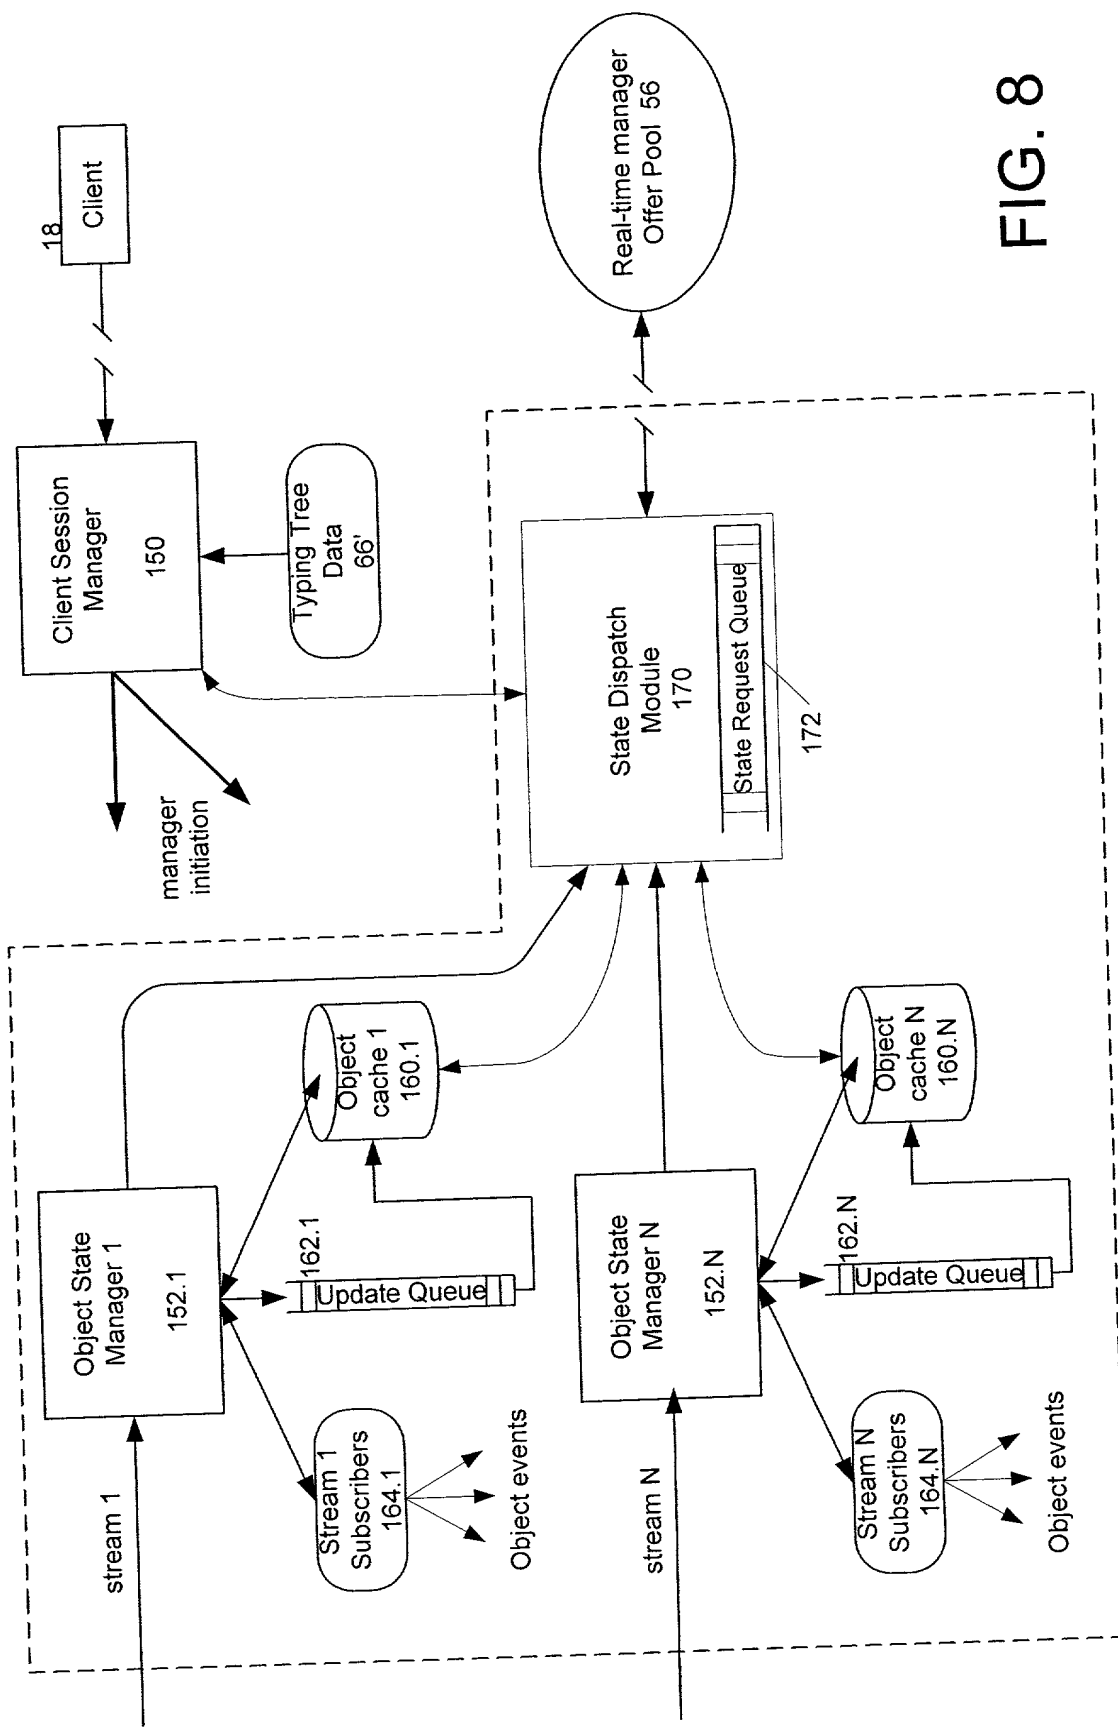 18
Client
Client Session
Manager
150
Typing Tree
Data
66'
manager
initiation
Real-time manager
Offer Pool 56
State Dispatch
Module
170
State Request Queue
172
stream 1
Object State
Manager 1
152.1
Object
cache 1
160.1
162.1
Update Queue
Stream 1
Subscribers
164.1
Object events
stream N
Object State
Manager N
152.N
Object
cache N
160.N
162.N
Update Queue
Stream N
Subscribers
164.N
Object events
FIG. 8